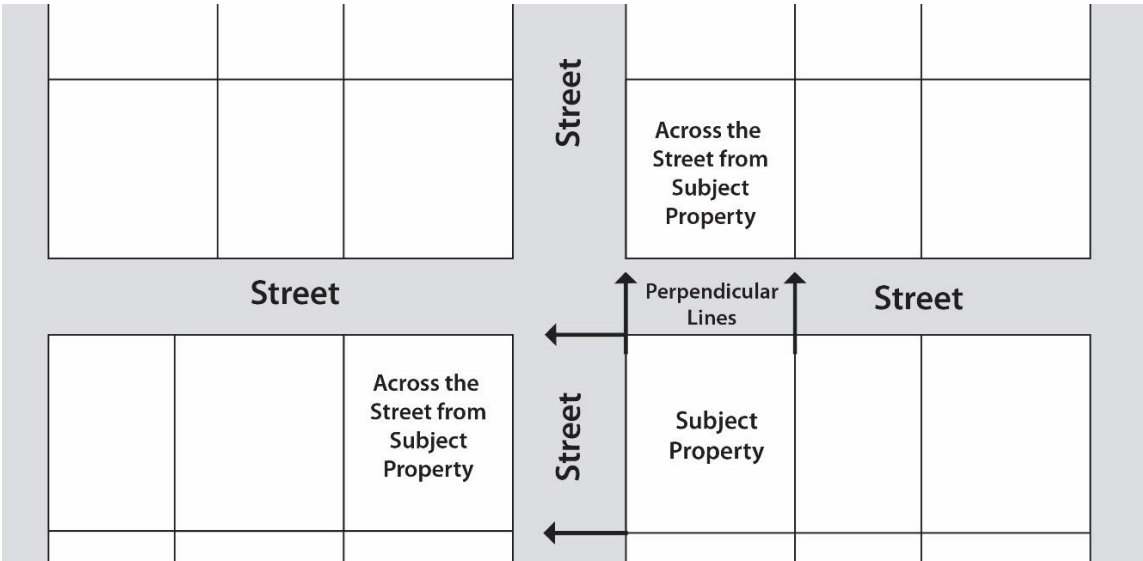 Street
Across the
Street from
Subject
Property
Street
Perpendicular
Lines
Street
Across the
Street from
Subject
Property
Street
Subject
Property